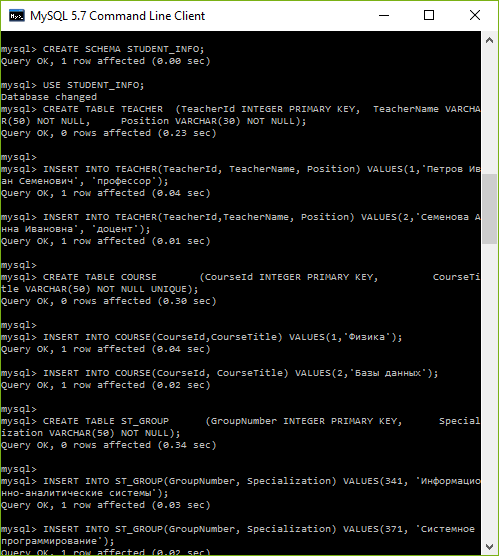 MySQL 5.7 Command Line Client
mysql> CREATE SCHEMA STUDENT_INFO;
Query OK, 1 row affected (0.00 sec)
mysql> USE STUDENT_INFO;
Database changed
mysql> CREATE TABLE TEACHER  (TeacherId INTEGER PRIMARY KEY,  TeacherName VARCHA
R(50) NOT NULL,     Position VARCHAR(30) NOT NULL);
Query OK, 0 rows affected (0.23 sec)
mysql>
mysql> INSERT INTO TEACHER(TeacherId, TeacherName, Position) VALUES(1,'Петров Ив
ан Семенович', 'профессор');
Query OK, 1 row affected (0.04 sec)
mysql> INSERT INTO TEACHER(TeacherId,TeacherName, Position) VALUES(2,'Семенова А
нна Ивановна', 'доцент');
Query OK, 1 row affected (0.01 sec)
mysql>
mysql> CREATE TABLE COURSE       (CourseId INTEGER PRIMARY KEY,         CourseTi
tle VARCHAR(50) NOT NULL UNIQUE);
Query OK, 0 rows affected (0.30 sec)
mysql>
mysql> INSERT INTO COURSE(CourseId,CourseTitle) VALUES(1,'Физика');
Query OK, 1 row affected (0.04 sec)
mysql> INSERT INTO COURSE(CourseId, CourseTitle) VALUES(2,'Базы данных');
Query OK, 1 row affected (0.02 sec)
mysql>
mysql> CREATE TABLE ST_GROUP      (GroupNumber INTEGER PRIMARY KEY,      Special
ization VARCHAR(50) NOT NULL);
Query OK, 0 rows affected (0.34 sec)
mysql>
mysql> INSERT INTO ST_GROUP(GroupNumber, Specialization) VALUES(341, 'Информацио
нно-аналитические системы');
Query OK, 1 row affected (0.03 sec)
mysql> INSERT INTO ST_GROUP(GroupNumber, Specialization) VALUES(371, 'Системное
программирование');
Query OK, 1 row affected (0.02 sec)